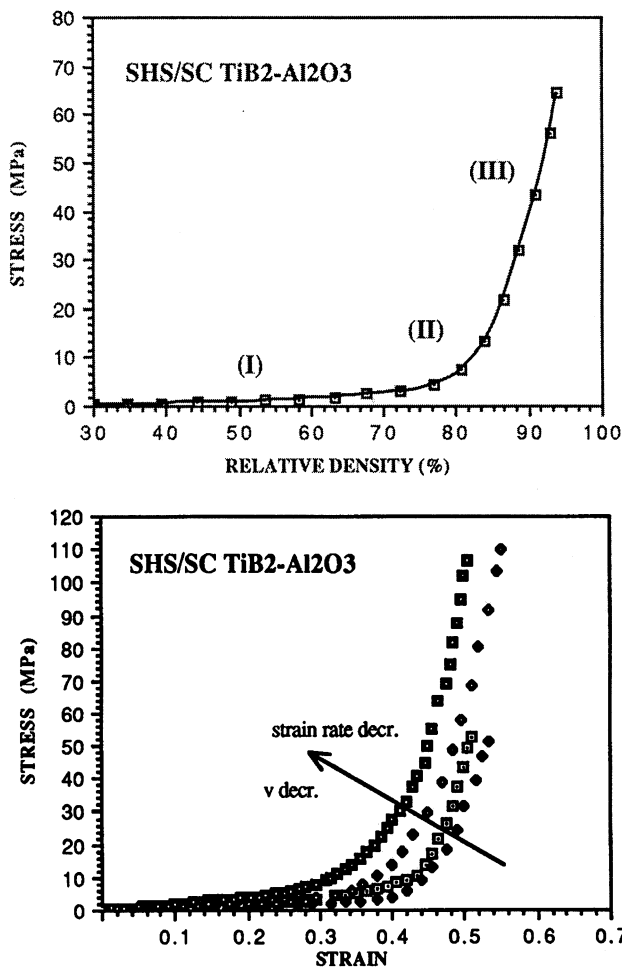 80
SHS/SC TiB2-Al2O3
70
60
50
(III)
40
30
20
(II)
10
(I)
0
30 40 50 60 70 80 90 100
RELATIVE DENSITY (%)
STRESS (MPa)
120
110
SHS/SC TiB2-Al2O3
100
90
80
70
60
strain rate decr.
50
40
v decr.
30
20
10
0
0.1 0.2 0.3 0.4 0.5 0.6 0.7
STRAIN
STRESS (MPa)